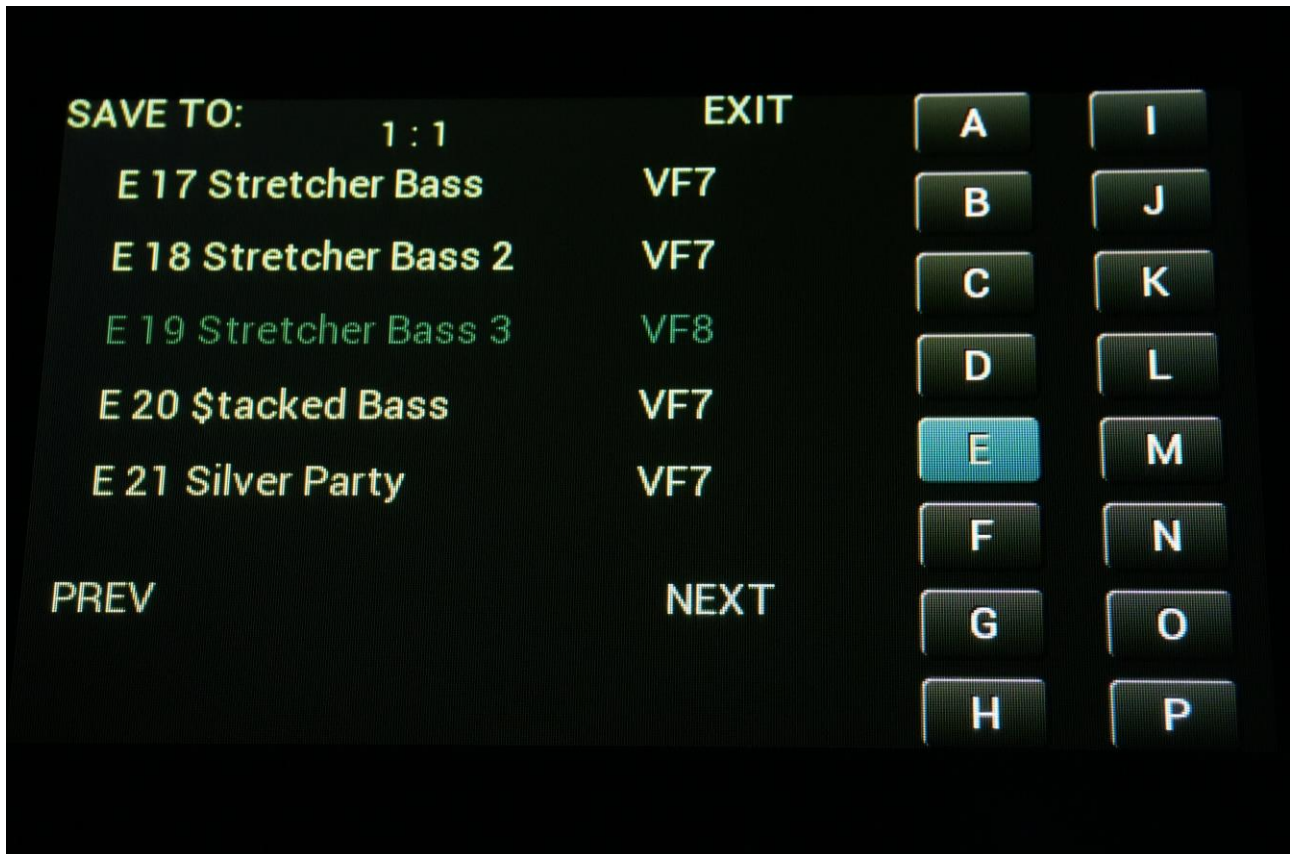 SAVE TO:
1 : 1
EXIT
E 17 Stretcher Bass VF7
E 18 Stretcher Bass 2 VF7
E 19 Stretcher Bass 3 VF8
E 20 $tacked Bass VF7
E 21 Silver Party VF7
PREV NEXT
A I
B J
C K
D L
E M
F N
G O
H P